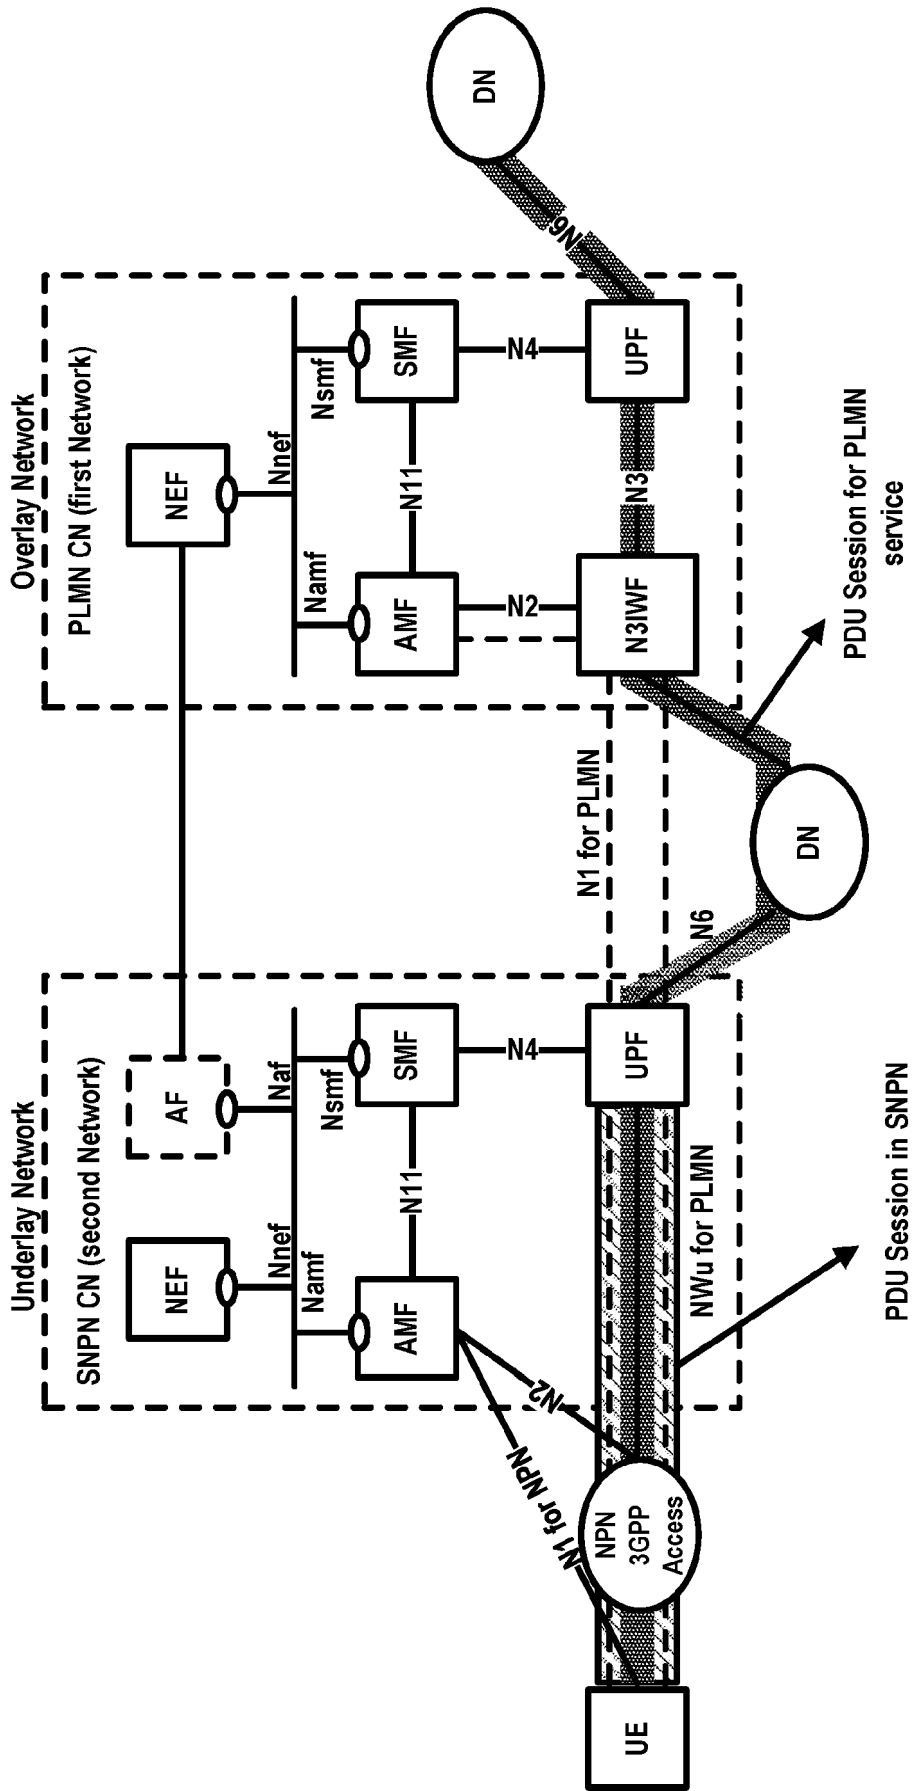 Underlay Network
SNPN CN (second Network)
NEF
AF
Nnef
Naf
Namf
Nsmf
AMF
N11
SMF
N2
N4
N1 for NPN
UE
NPN
3GPP
Access
UPF
NWu for PLMN
PDU Session in SNPN
N6
DN
N1 for PLMN
Overlay Network
PLMN CN (first Network)
NEF
Nnef
Namf
Nsmf
AMF
N11
SMF
N2
N4
N3IWF
N3
UPF
N6
DN
PDU Session for PLMN
service